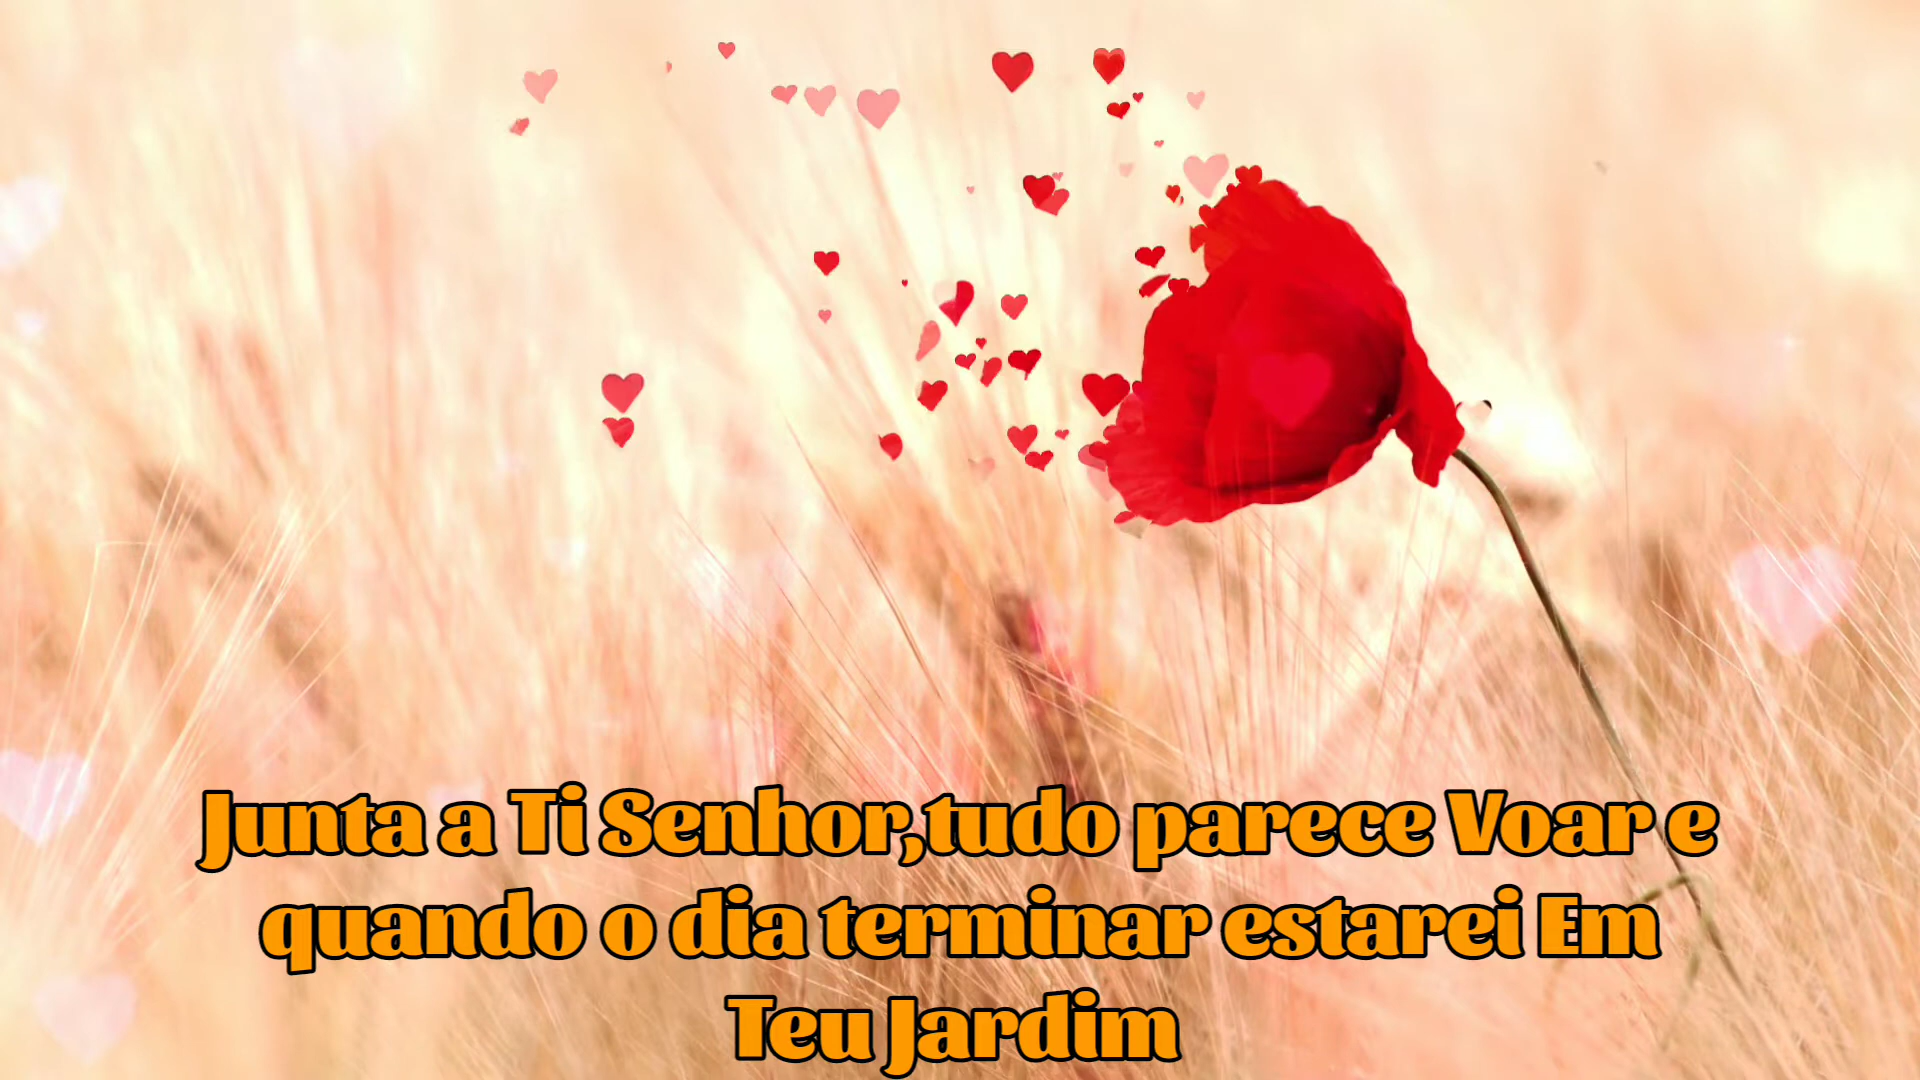 Junta a Ti Senhor,tudo parece Voar e
quando o dia terminar estarei Em
Teu Jardim